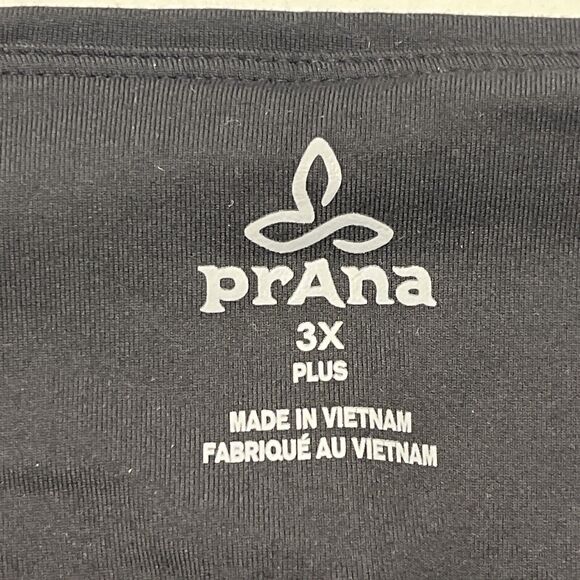 prAna
3X
PLUS
MADE IN VIETNAM
FABRIQUÉ AU VIETNAM